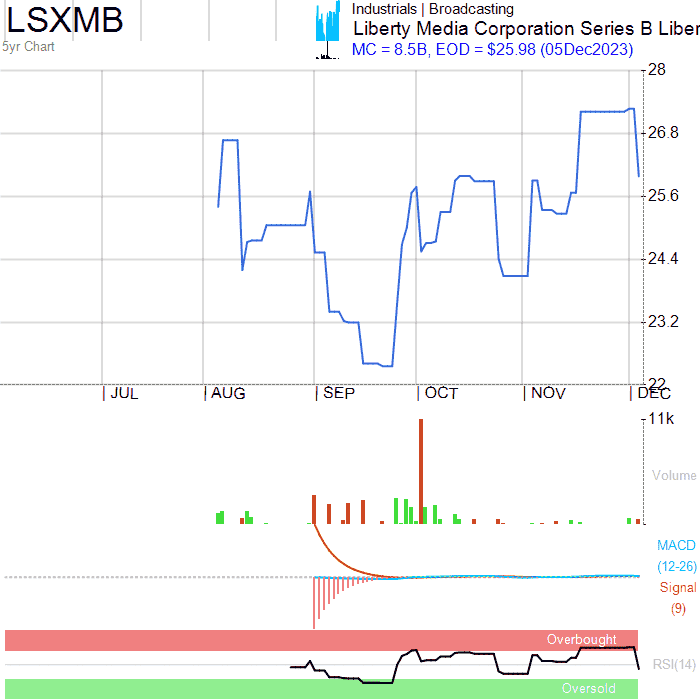 LSXMB
Industrials | Broadcasting
5yr Chart
Liberty Media Corporation Series B Liber
MC = 8.5B, EOD = $25.98 (05Dec2023)
28
26.8
25.6
24.4
23.2
22
JUL AUG SEP OCT NOV DEC
11k
Volume
MACD
(12-26)
Signal
(9)
Overbought
RSI(14)
Oversold